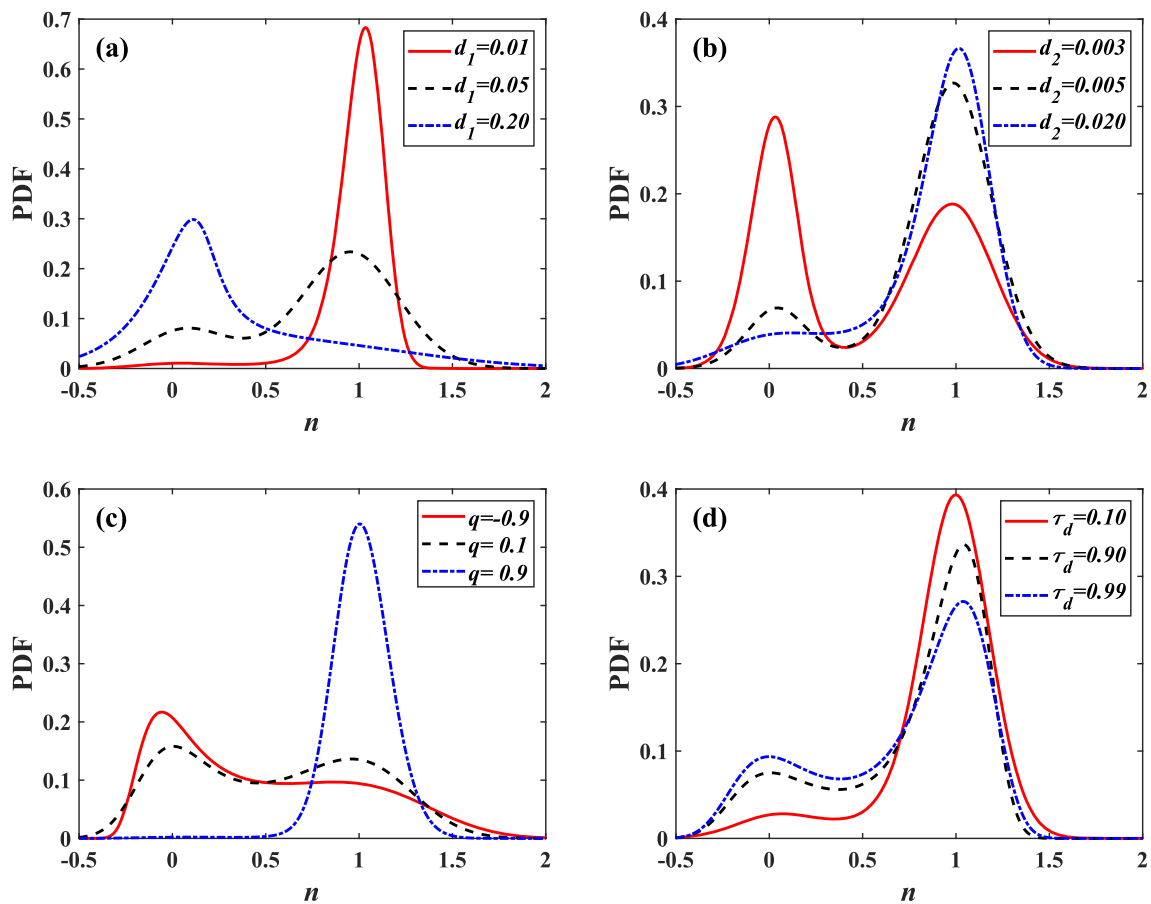 (a)
d1=0.01
d1=0.05
d1=0.20
PDF
0.7
0.6
0.5
0.4
0.3
0.2
0.1
0
-0.5 0 0.5 1 1.5 2
n
(b)
d2=0.003
d2=0.005
d2=0.020
PDF
0.4
0.3
0.2
0.1
0
-0.5 0 0.5 1 1.5 2
n
(c)
q=-0.9
q= 0.1
q= 0.9
PDF
0.6
0.5
0.4
0.3
0.2
0.1
0
-0.5 0 0.5 1 1.5 2
n
(d)
τd=0.10
τd=0.90
τd=0.99
PDF
0.4
0.3
0.2
0.1
0
-0.5 0 0.5 1 1.5 2
n